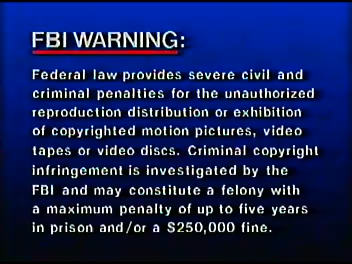 FBI WARNING:
Federal law provides severe civil and
criminal penalties for the unauthorized
reproduction distribution or exhibition
of copyrighted motion pictures, video
tapes or video discs. Criminal copyright
infringement is investigated by the
FBI and may constitute a felony with
a maximum penalty of up to five years
in prison and/or a $250,000 fine.